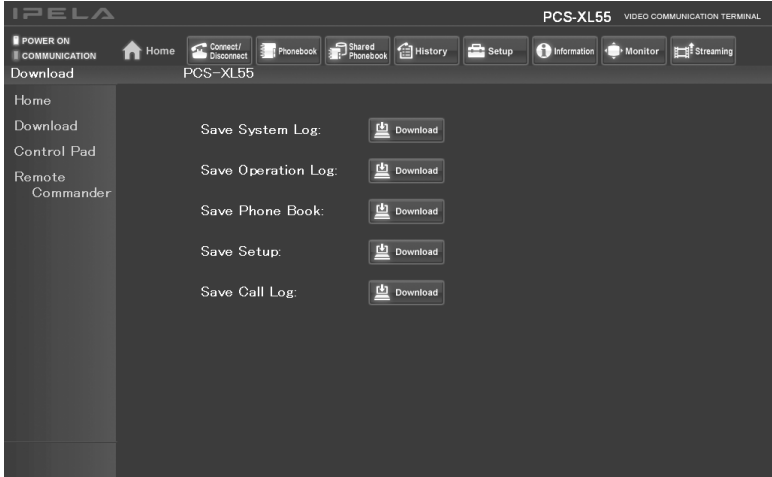 IPELA
PCS-XL55 VIDEO COMMUNICATION TERMINAL
POWER ON
COMMUNICATION
Home
Connect/
Disconnect
Phonebook
Shared
Phonebook
History
Setup
Information
Monitor
Streaming
Download PCS-XL55
Home
Download
Control Pad
Remote
Commander
Save System Log: Download
Save Operation Log: Download
Save Phone Book: Download
Save Setup: Download
Save Call Log: Download